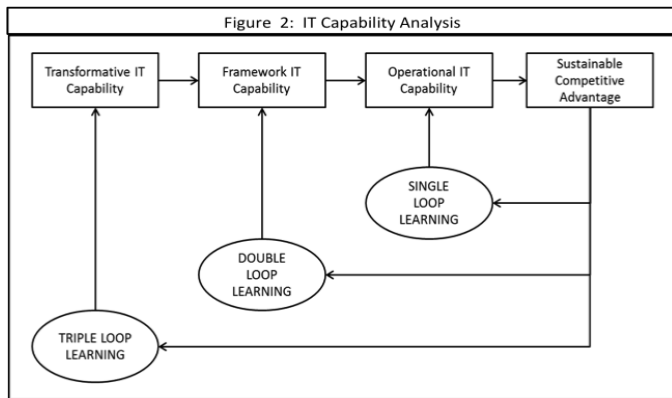 Figure 2: IT Capability Analysis
Transformative IT
Capability
Framework IT
Capability
Operational IT
Capability
Sustainable
Competitive
Advantage
SINGLE
LOOP
LEARNING
DOUBLE
LOOP
LEARNING
TRIPLE LOOP
LEARNING